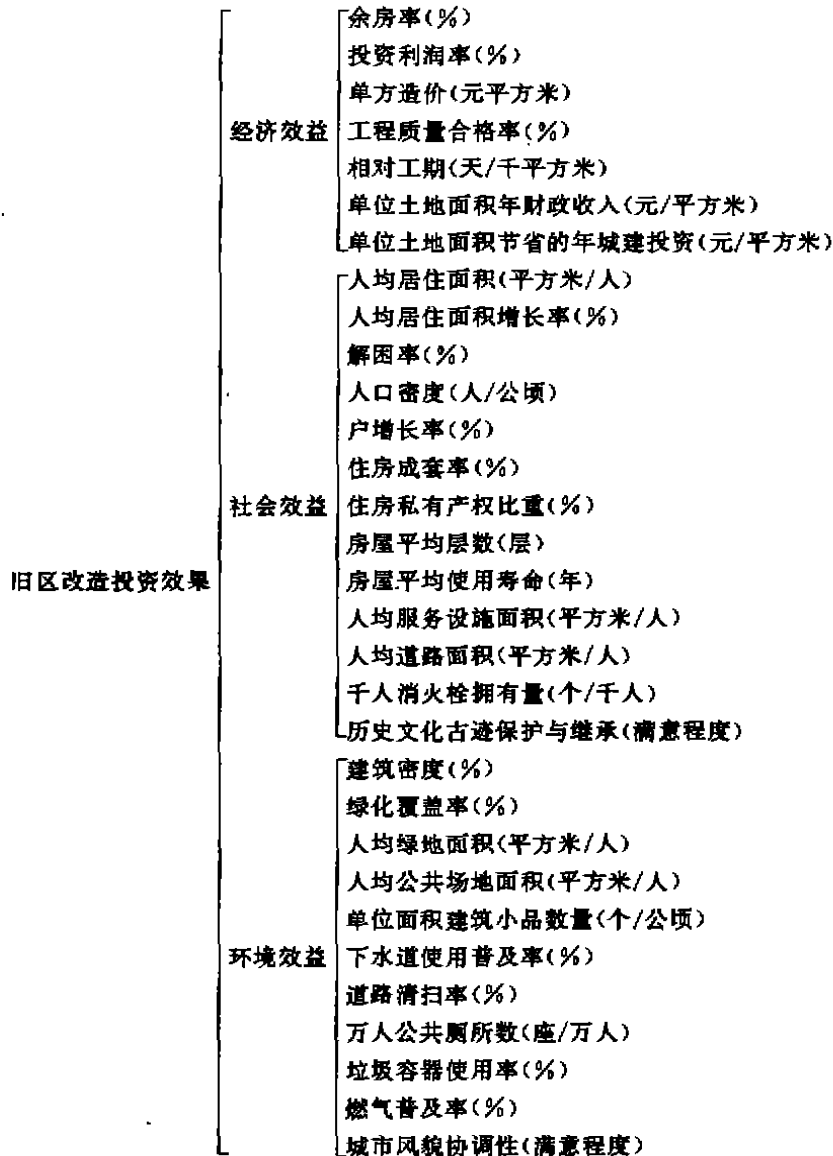 余房率(%)
投资利润率(%)
单方造价(元平方米)
经济效益 工程质量合格率(%)
相对工期(天/千平方米)
单位土地面积年财政收入(元/平方米)
单位土地面积节省的年城建投资(元/平方米)
人均居住面积(平方米/人)
人均居住面积增长率(%)
解困率(%)
人口密度(人/公顷)
户增长率(%)
住房成套率(%)
社会效益 住房私有产权比重(%)
房屋平均层数(层)
旧区改造投资效果 房屋平均使用寿命(年)
人均服务设施面积(平方米/人)
人均道路面积(平方米/人)
千人消火栓拥有量(个/千人)
历史文化古迹保护与继承(满意程度)
建筑密度(%)
绿化覆盖率(%)
人均绿地面积(平方米/人)
人均公共场地面积(平方米/人)
单位面积建筑小品数量(个/公顷)
环境效益 下水道使用普及率(%)
道路清扫率(%)
万人公共厕所数(座/万人)
垃圾容器使用率(%)
燃气普及率(%)
城市风貌协调性(满意程度)